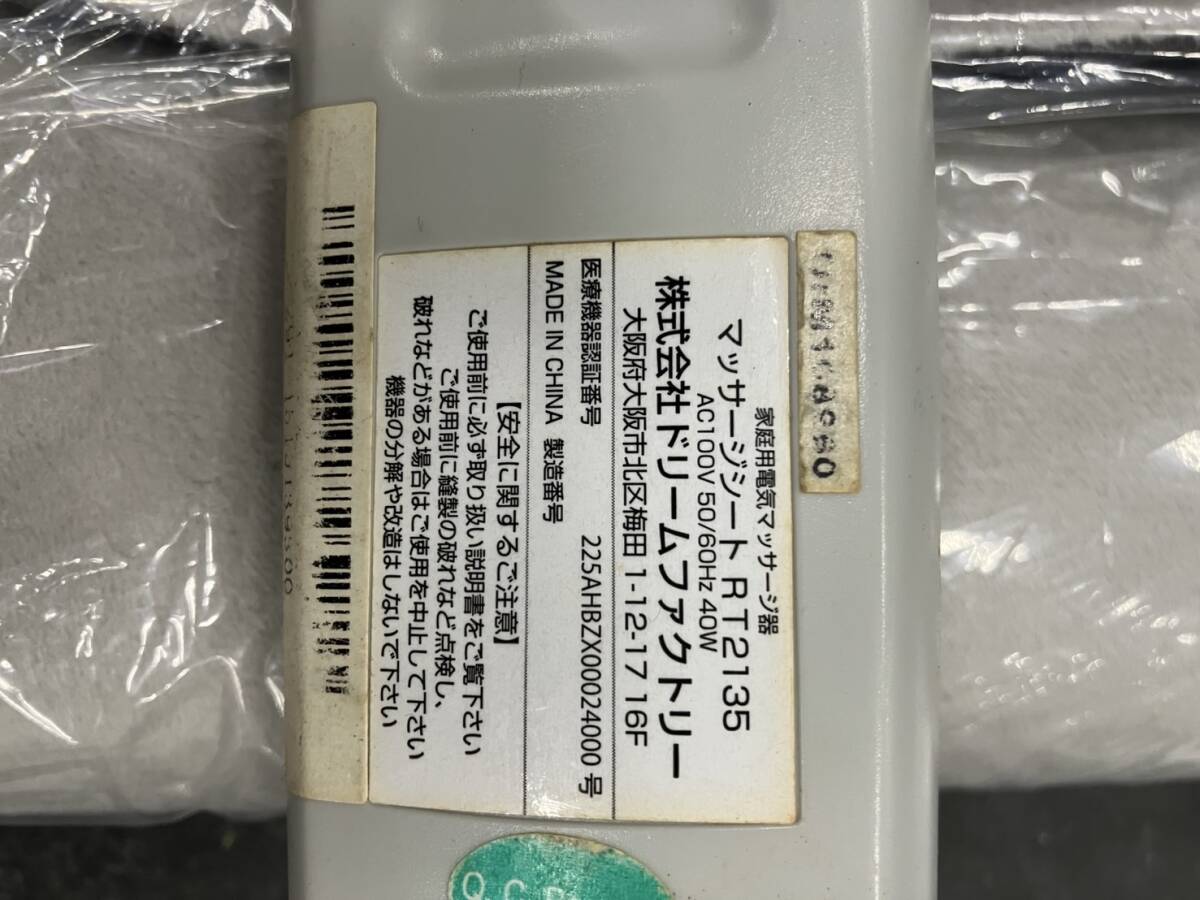 家庭用電気マッサージ器
マッサージシート RT2135
AC100V 50/60Hz 40W
株式会社ドリームファクトリー
大阪府大阪市北区梅田 1-12-17 16F
医療機器認証番号 225AHBZX00024000 号
MADE IN CHINA 製造番号
【安全に関するご注意】
ご使用前に必ず取り扱い説明書をご覧下さい
ご使用前に縫製の破れなど点検し、
破れなどがある場合はご使用を中止して下さい
機器の分解や改造はしないで下さい